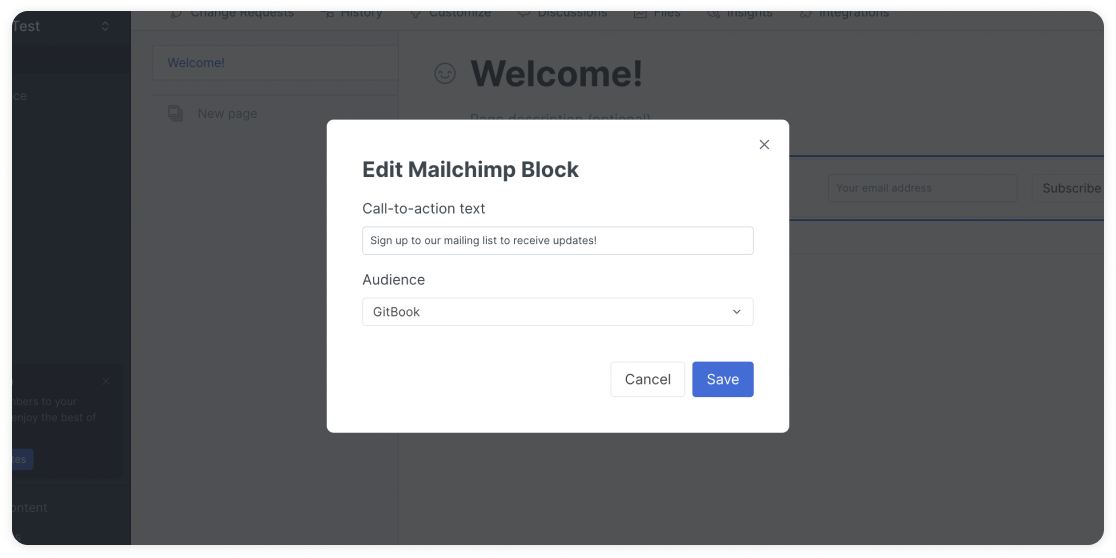 Change Requests
History
Customize
Discussions
Files
Insights
Integrations
Test
Welcome!
ce
New page
Welcome!
Page description (optional)
Edit Mailchimp Block
Call-to-action text
Sign up to our mailing list to receive updates!
Audience
GitBook
Cancel
Save
Your email address
Subscribe
nbers to your
enjoy the best of
ontent